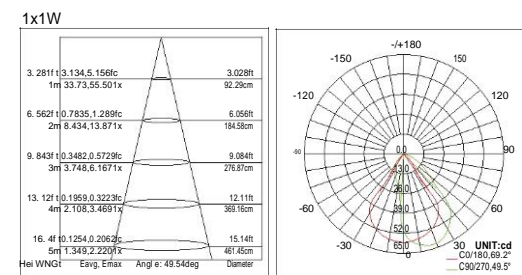 1x1W
3. 281f t 3.134,5.156fc 3.028ft
1m 33.73,55.501x 92.29cm
6. 562f t 0.7835,1.289fc 6.056ft
2m 8.434,13.871x 184.58cm
9. 843f t 0.3482,0.5729fc 9.084ft
3m 3.748,6.1671x 276.87cm
13. 12f t 0.1959,0.3223fc 12.11ft
4m 2.108,3.4691x 369.16cm
16. 4f t 0.1254,0.2062fc 15.14ft
5m 1.349,2.2201x 461.45cm
Hei WNGt Eavg, Emax Angl e: 49.54deg Diameter
-/+180
-150 150
-120 120
-90 90
-60 60
-30 30
0
0.0
13.0
26.0
39.0
52.0
65.0
UNIT:cd
C0/180,69.2°
C90/270,49.5°